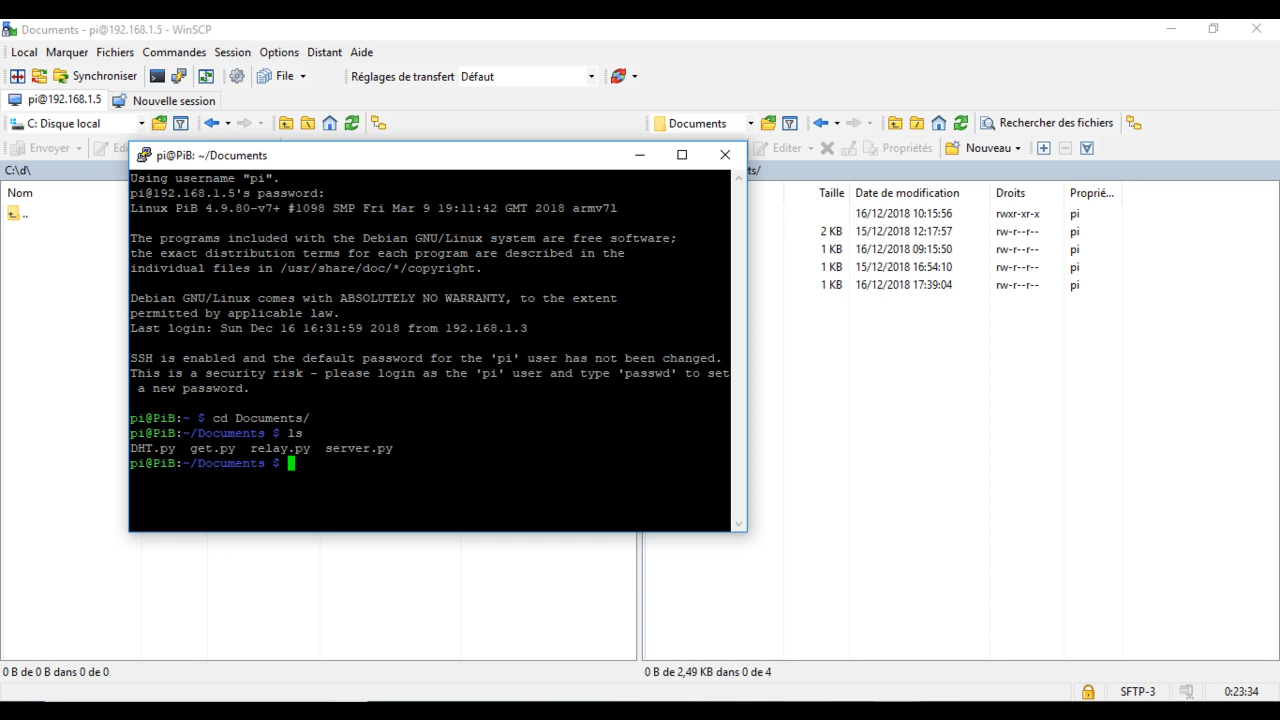 Documents - pi@192.168.1.5 - WinSCP
Local Marquer Fichiers Commandes Session Options Distant Aide
Synchroniser File Réglages de transfert Défaut
pi@192.168.1.5 Nouvelle session
C: Disque local Documents Rechercher des fichiers
Envoyer Editer Propriétés Nouveau
C:\d\
Nom Taille Date de modification Droits Proprié...
..
16/12/2018 10:15:56 rwxr-xr-x pi
2 KB 15/12/2018 12:17:57 rw-r--r-- pi
1 KB 16/12/2018 09:15:50 rw-r--r-- pi
1 KB 15/12/2018 16:54:10 rw-r--r-- pi
1 KB 16/12/2018 17:39:04 rw-r--r-- pi
pi@PiB: ~/Documents
Using username "pi".
pi@192.168.1.5's password:
Linux PiB 4.9.80-v7+ #1098 SMP Fri Mar 9 19:11:42 GMT 2018 armv7l
The programs included with the Debian GNU/Linux system are free software;
the exact distribution terms for each program are described in the
individual files in /usr/share/doc/*/copyright.
Debian GNU/Linux comes with ABSOLUTELY NO WARRANTY, to the extent
permitted by applicable law.
Last login: Sun Dec 16 16:31:59 2018 from 192.168.1.3
SSH is enabled and the default password for the 'pi' user has not been changed.
This is a security risk - please login as the 'pi' user and type 'passwd' to set
a new password.
pi@PiB:~ $ cd Documents/
pi@PiB:~/Documents $ ls
DHT.py get.py relay.py server.py
pi@PiB:~/Documents $
0 B de 0 B dans 0 de 0
0 B de 2,49 KB dans 0 de 4
SFTP-3 0:23:34